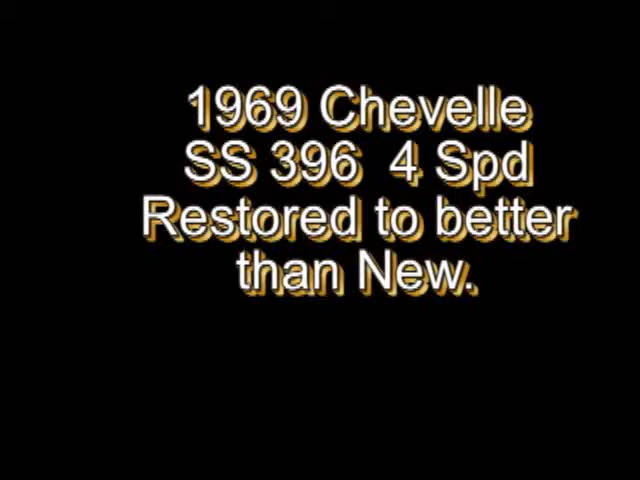 1969 Chevelle
SS 396 4 Spd
Restored to better
than New.